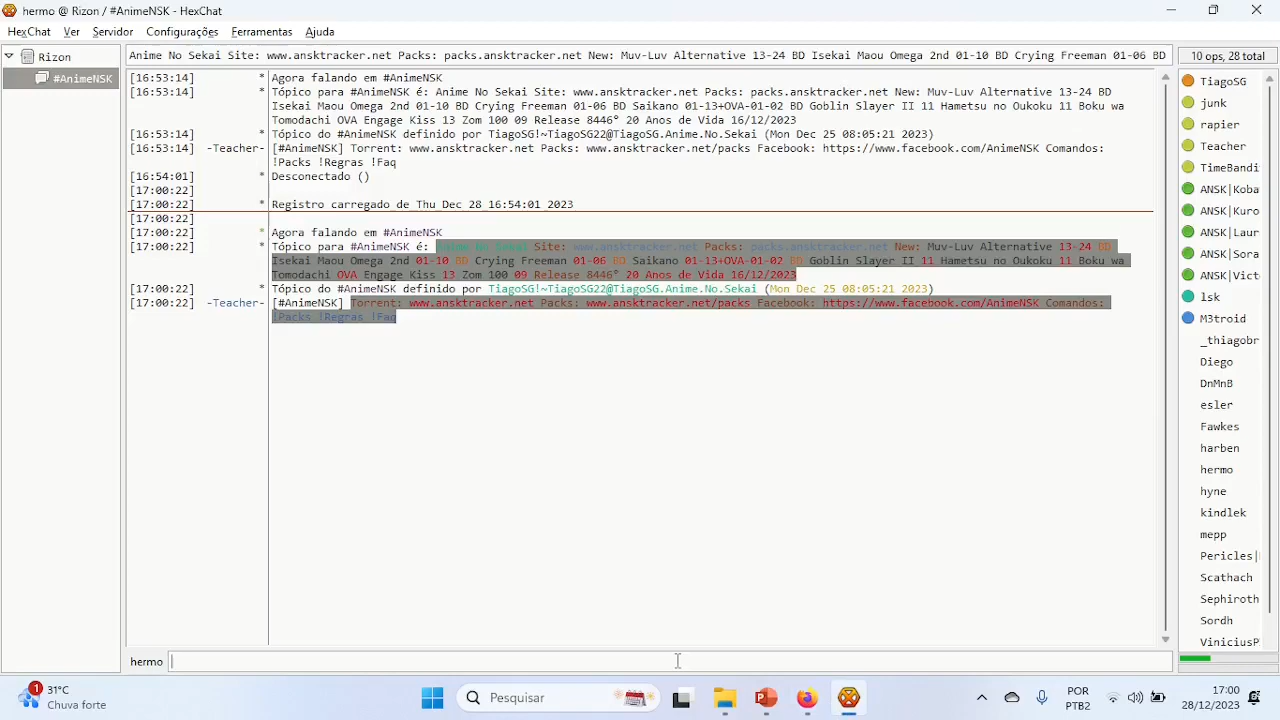 hermo @ Rizon / #AnimeNSK - HexChat
HexChat Ver Servidor Configurações Ferramentas Ajuda
Rizon
#AnimeNSK
Anime No Sekai Site: www.ansktracker.net Packs: packs.ansktracker.net New: Muv-Luv Alternative 13-24 BD Isekai Maou Omega 2nd 01-10 BD Crying Freeman 01-06 BD
10 ops, 28 total
[16:53:14] * Agora falando em #AnimeNSK
[16:53:14] * Tópico para #AnimeNSK é: Anime No Sekai Site: www.ansktracker.net Packs: packs.ansktracker.net New: Muv-Luv Alternative 13-24 BD
Isekai Maou Omega 2nd 01-10 BD Crying Freeman 01-06 BD Saikano 01-13+OVA-01-02 BD Goblin Slayer II 11 Hametsu no Oukoku 11 Boku wa
Tomodachi OVA Engage Kiss 13 Zom 100 09 Release 8446° 20 Anos de Vida 16/12/2023
[16:53:14] * Tópico do #AnimeNSK definido por TiagoSG!~TiagoSG22@TiagoSG.Anime.No.Sekai (Mon Dec 25 08:05:21 2023)
[16:53:14] -Teacher- [#AnimeNSK] Torrent: www.ansktracker.net Packs: www.ansktracker.net/packs Facebook: https://www.facebook.com/AnimeNSK Comandos:
!Packs !Regras !Faq
[16:54:01] * Desconectado ()
[17:00:22]
[17:00:22] * Registro carregado de Thu Dec 28 16:54:01 2023
[17:00:22]
[17:00:22] * Agora falando em #AnimeNSK
[17:00:22] * Tópico para #AnimeNSK é: Anime No Sekai Site: www.ansktracker.net Packs: packs.ansktracker.net New: Muv-Luv Alternative 13-24 BD
Isekai Maou Omega 2nd 01-10 BD Crying Freeman 01-06 BD Saikano 01-13+OVA-01-02 BD Goblin Slayer II 11 Hametsu no Oukoku 11 Boku wa
Tomodachi OVA Engage Kiss 13 Zom 100 09 Release 8446° 20 Anos de Vida 16/12/2023
[17:00:22] * Tópico do #AnimeNSK definido por TiagoSG!~TiagoSG22@TiagoSG.Anime.No.Sekai (Mon Dec 25 08:05:21 2023)
[17:00:22] -Teacher- [#AnimeNSK] Torrent: www.ansktracker.net Packs: www.ansktracker.net/packs Facebook: https://www.facebook.com/AnimeNSK Comandos:
!Packs !Regras !Faq
TiagoSG
junk
rapier
Teacher
TimeBandi
ANSK|Koba
ANSK|Kuro
ANSK|Laur
ANSK|Sora
ANSK|Victo
lsk
M3troid
_thiagobr
Diego
DnMnB
esler
Fawkes
harben
hermo
hyne
kindlek
mepp
Pericles|
Scathach
Sephiroth
Sordh
ViniciusP
hermo
1
31°C
Chuva forte
Pesquisar
POR
PTB2
17:00
28/12/2023